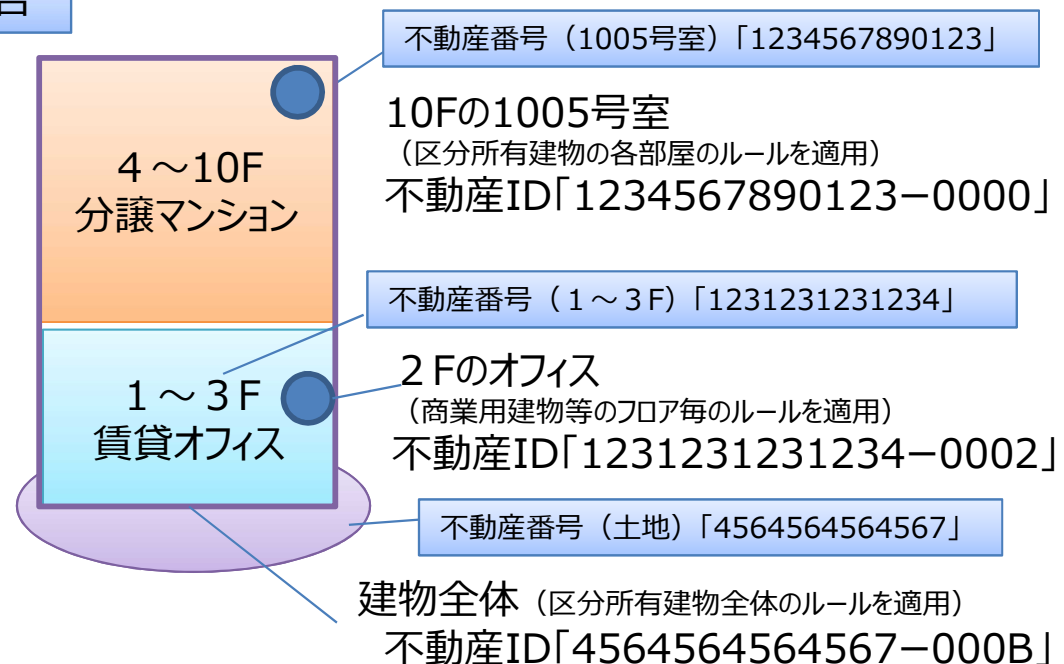 不動産番号（1005号室）「1234567890123」
10Fの1005号室
（区分所有建物の各部屋のルールを適用）
不動産ID「1234567890123−0000」
４～10F
分譲マンション
不動産番号（１～３F）「1231231231234」
２Fのオフィス
（商業用建物等のフロア毎のルールを適用）
不動産ID「1231231231234−0002」
１～３F
賃貸オフィス
不動産番号（土地）「4564564564567」
建物全体（区分所有建物全体のルールを適用）
不動産ID「4564564564567−000B」